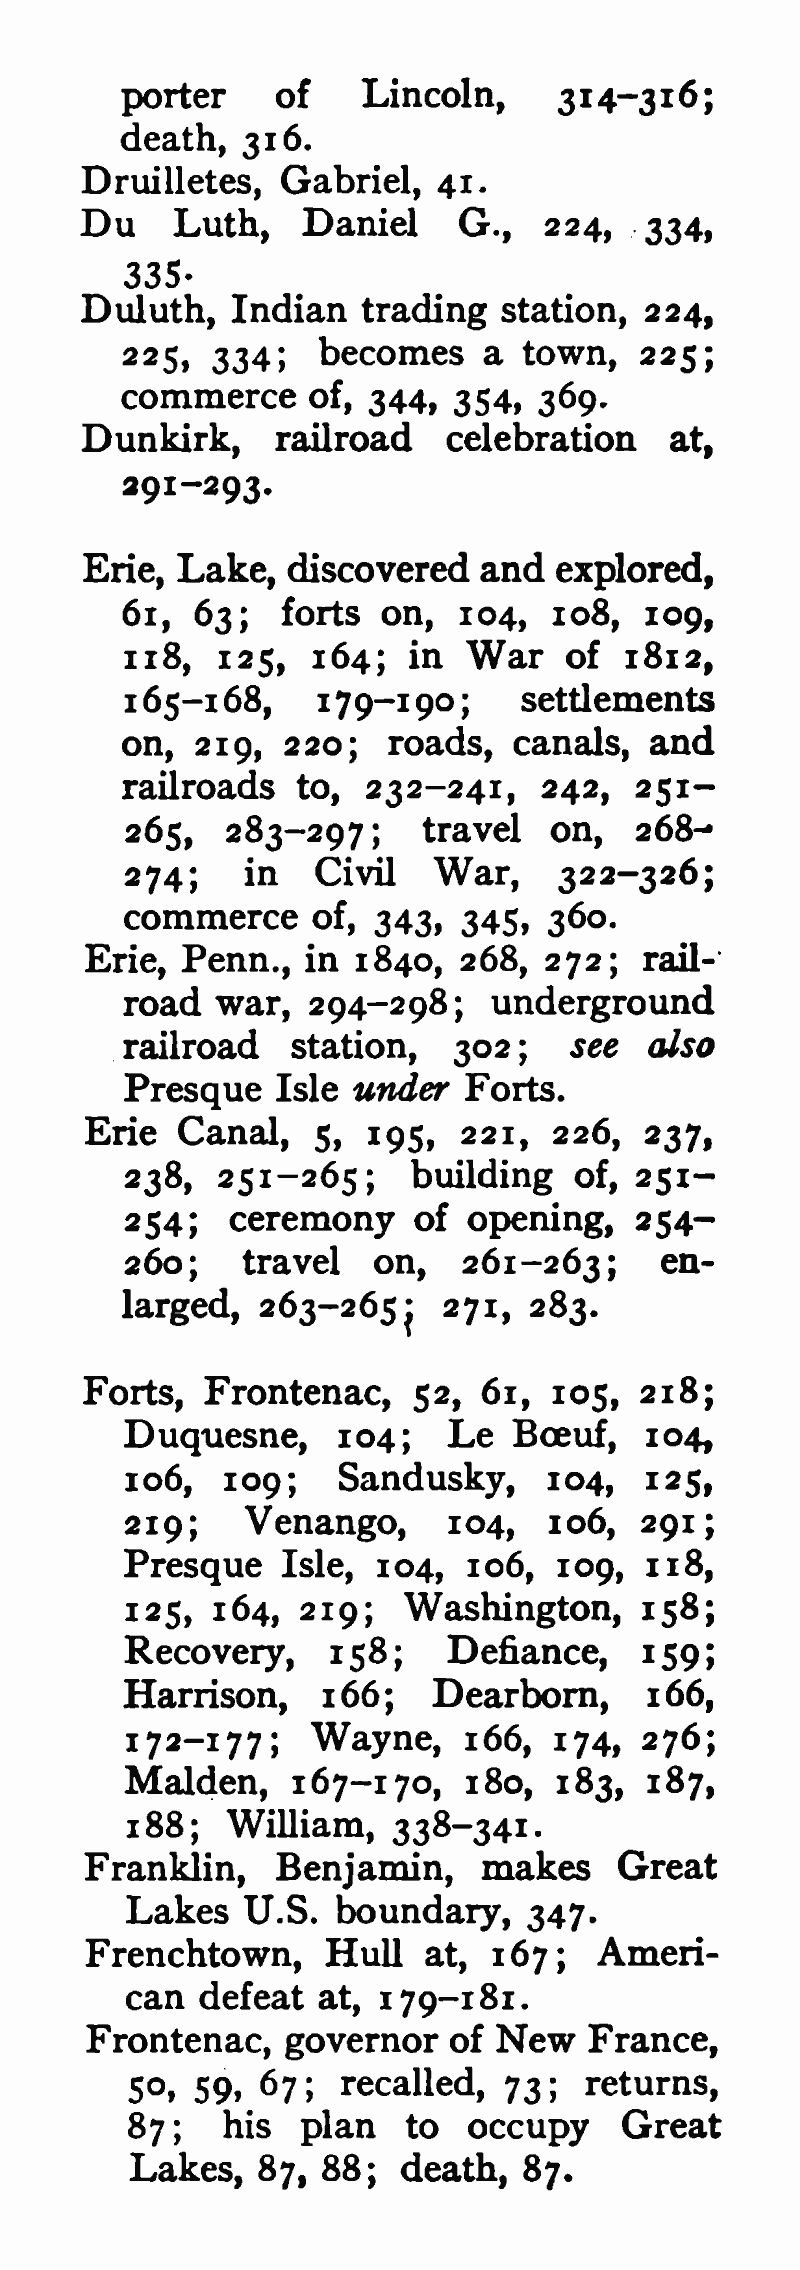 porter of Lincoln, 314–316;
death, 316.
Druilletes, Gabriel, 41.
Du Luth, Daniel G., 224, 334,
335.
Duluth, Indian trading station, 224,
225, 334; becomes a town, 225;
commerce of, 344, 354, 369.
Dunkirk, railroad celebration at,
291–293.
Erie, Lake, discovered and explored,
61, 63; forts on, 104, 108, 109,
118, 125, 164; in War of 1812,
165–168, 179–190; settlements
on, 219, 220; roads, canals, and
railroads to, 232–241, 242, 251–
265, 283–297; travel on, 268–
274; in Civil War, 322–326;
commerce of, 343, 345, 360.
Erie, Penn., in 1840, 268, 272; rail-
road war, 294–298; underground
railroad station, 302; see also
Presque Isle under Forts.
Erie Canal, 5, 195, 221, 226, 237,
238, 251–265; building of, 251–
254; ceremony of opening, 254–
260; travel on, 261–263; en-
larged, 263–265; 271, 283.
Forts, Frontenac, 52, 61, 105, 218;
Duquesne, 104; Le Bœuf, 104,
106, 109; Sandusky, 104, 125,
219; Venango, 104, 106, 291;
Presque Isle, 104, 106, 109, 118,
125, 164, 219; Washington, 158;
Recovery, 158; Defiance, 159;
Harrison, 166; Dearborn, 166,
172–177; Wayne, 166, 174, 276;
Malden, 167–170, 180, 183, 187,
188; William, 338–341.
Franklin, Benjamin, makes Great
Lakes U.S. boundary, 347.
Frenchtown, Hull at, 167; Ameri-
can defeat at, 179–181.
Frontenac, governor of New France,
50, 59, 67; recalled, 73; returns,
87; his plan to occupy Great
Lakes, 87, 88; death, 87.